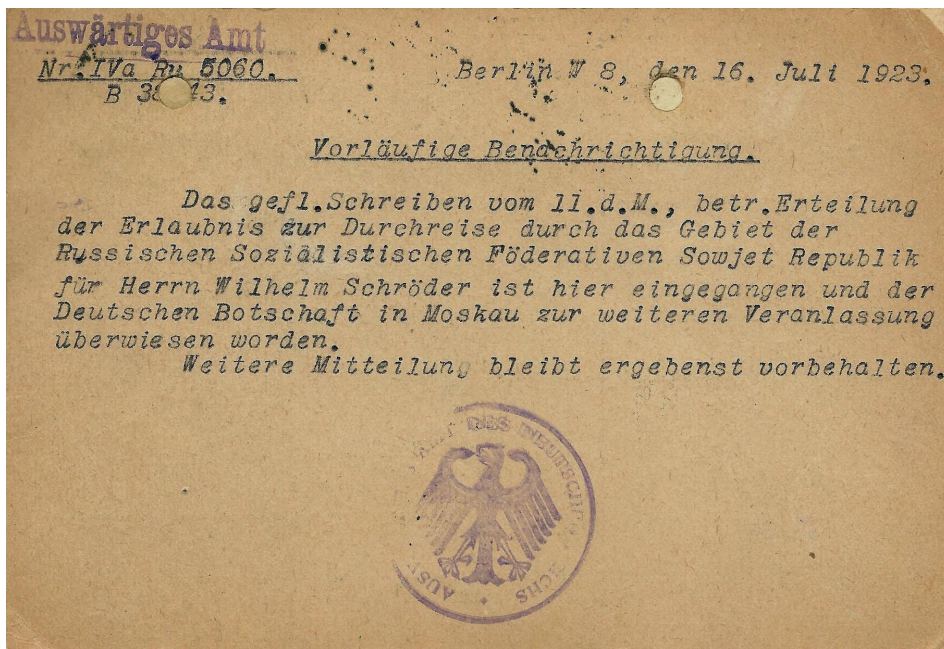 Auswärtiges Amt
Nr. IVa Ru 5060.
Berlin W 8, den 16. Juli 1923.
B
Vorläufige Benachrichtigung.
Das gefl.Schreiben vom 11.d.M., betr.Erteilung
der Erlaubnis zur Durchreise durch das Gebiet der
Russischen Sozialistischen Föderativen Sowjet Republik
für Herrn Wilhelm Schröder ist hier eingegangen und der
Deutschen Botschaft in Moskau zur weiteren Veranlassung
überwiesen worden.
Weitere Mitteilung bleibt ergebenst vorbehalten.
DES DEUTSCHEN